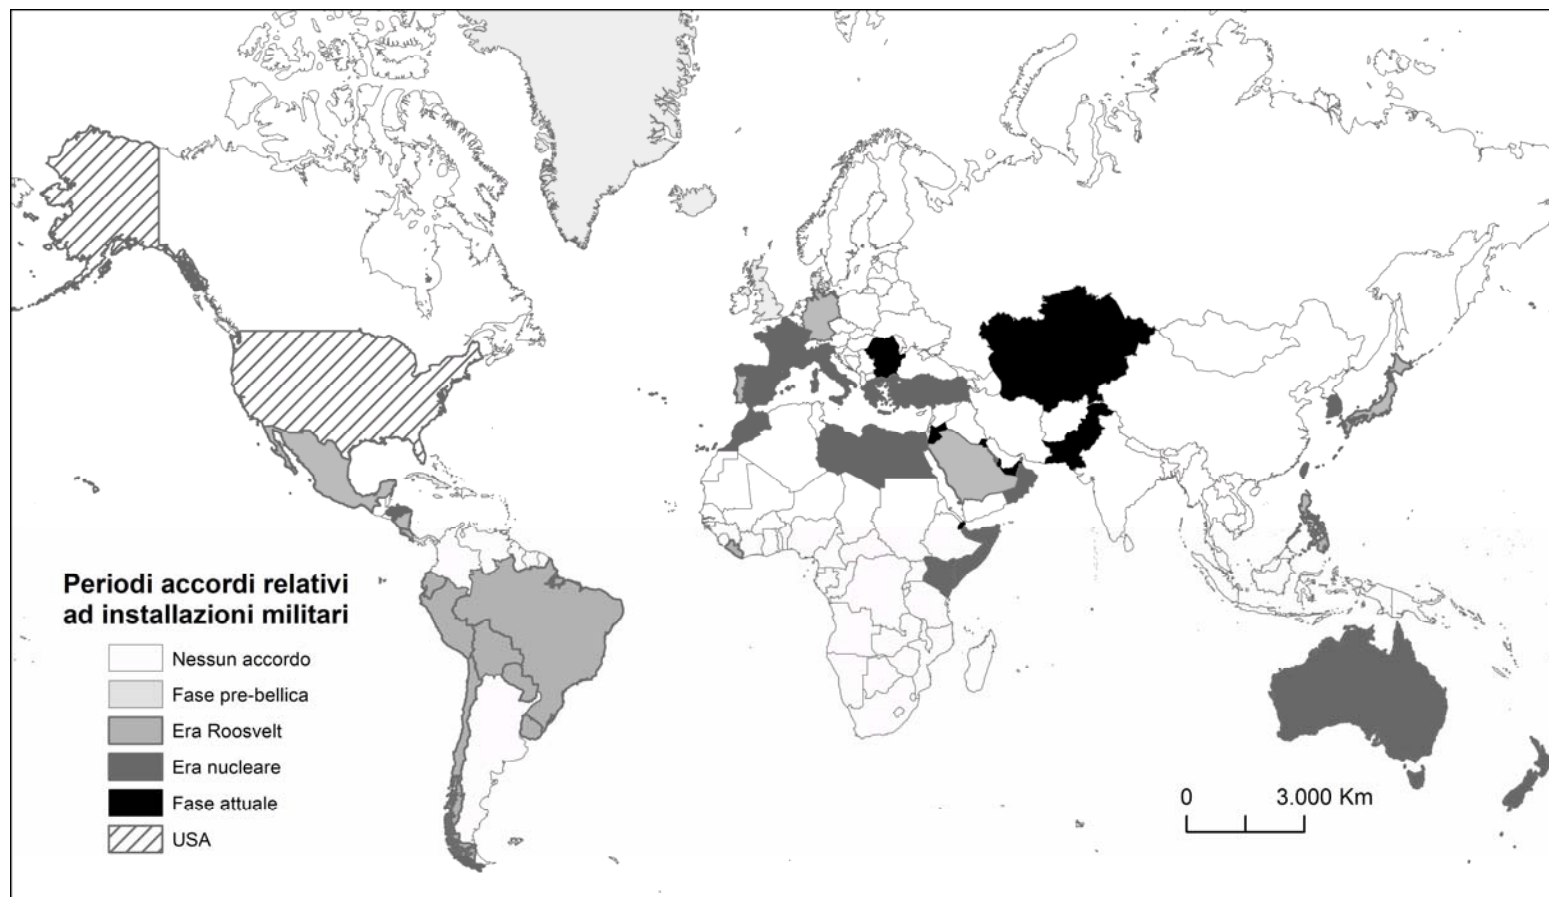 Periodi accordi relativi
ad installazioni militari
Nessun accordo
Fase pre-bellica
Era Roosvelt
Era nucleare
Fase attuale
USA
0 3.000 Km